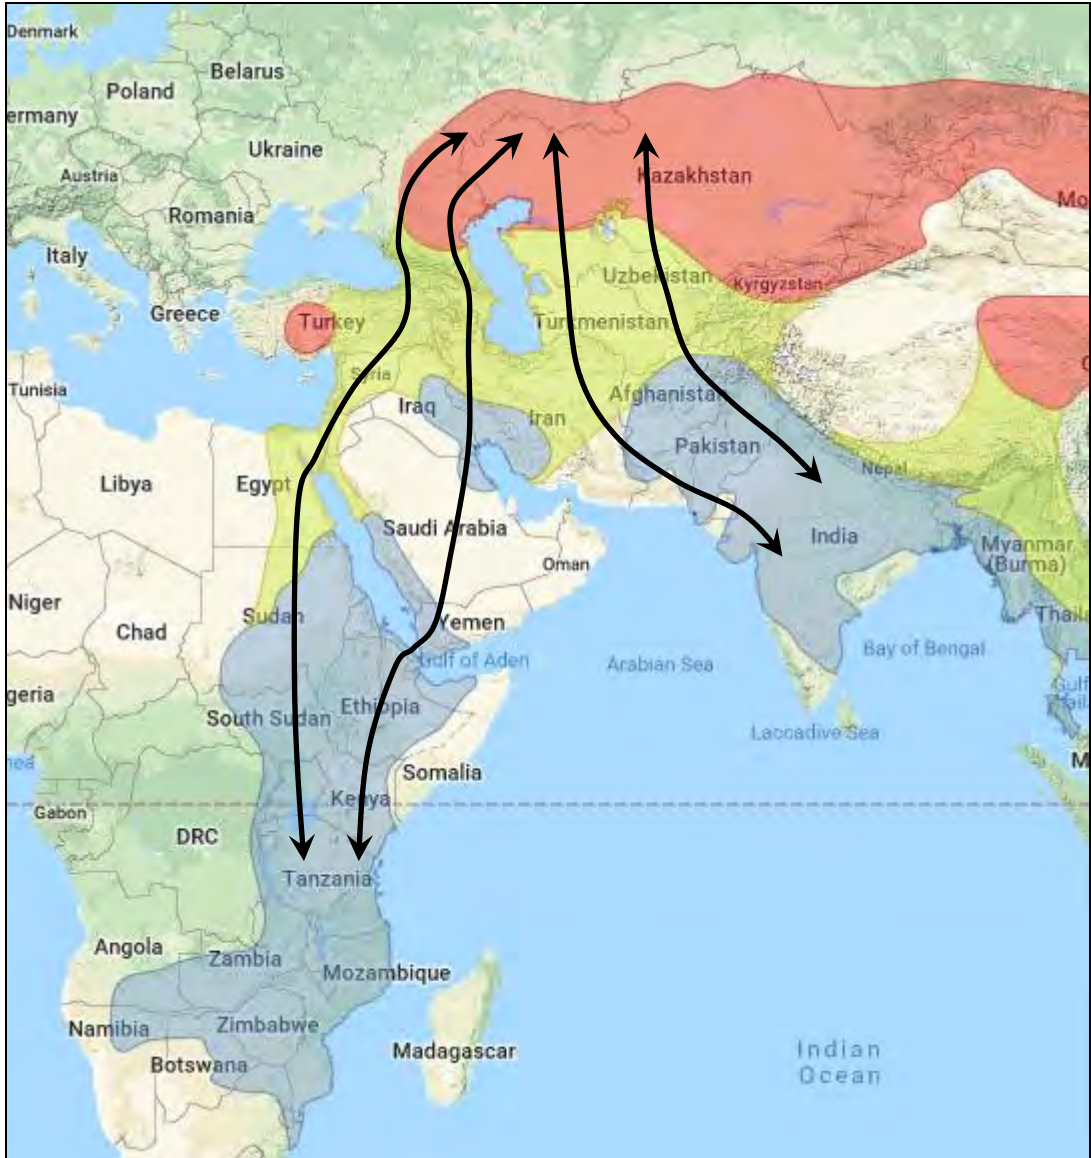 Denmark
Belarus
Poland
ermany
Ukraine
Austria
Kazakhstan
Romania
Mo
Italy
Uzbekistan
Kyrgyzstan
Greece
Turkey
Turkmenistan
Syria
Tunisia
Afghanistan
Iraq
Iran
Pakistan
Nepal
Libya
Egypt
Saudi Arabia
India
Oman
Myanmar
(Burma)
Niger
Sudan
Chad
Yemen
Thaila
Bay of Bengal
Gulf of Aden
Arabian Sea
geria
Ethiopia
South Sudan
Gulf
Laccadive Sea
Somalia
M
Kenya
Gabon
DRC
Tanzania
Angola
Zambia
Mozambique
Namibia
Zimbabwe
Madagascar
Botswana
Indian
Ocean